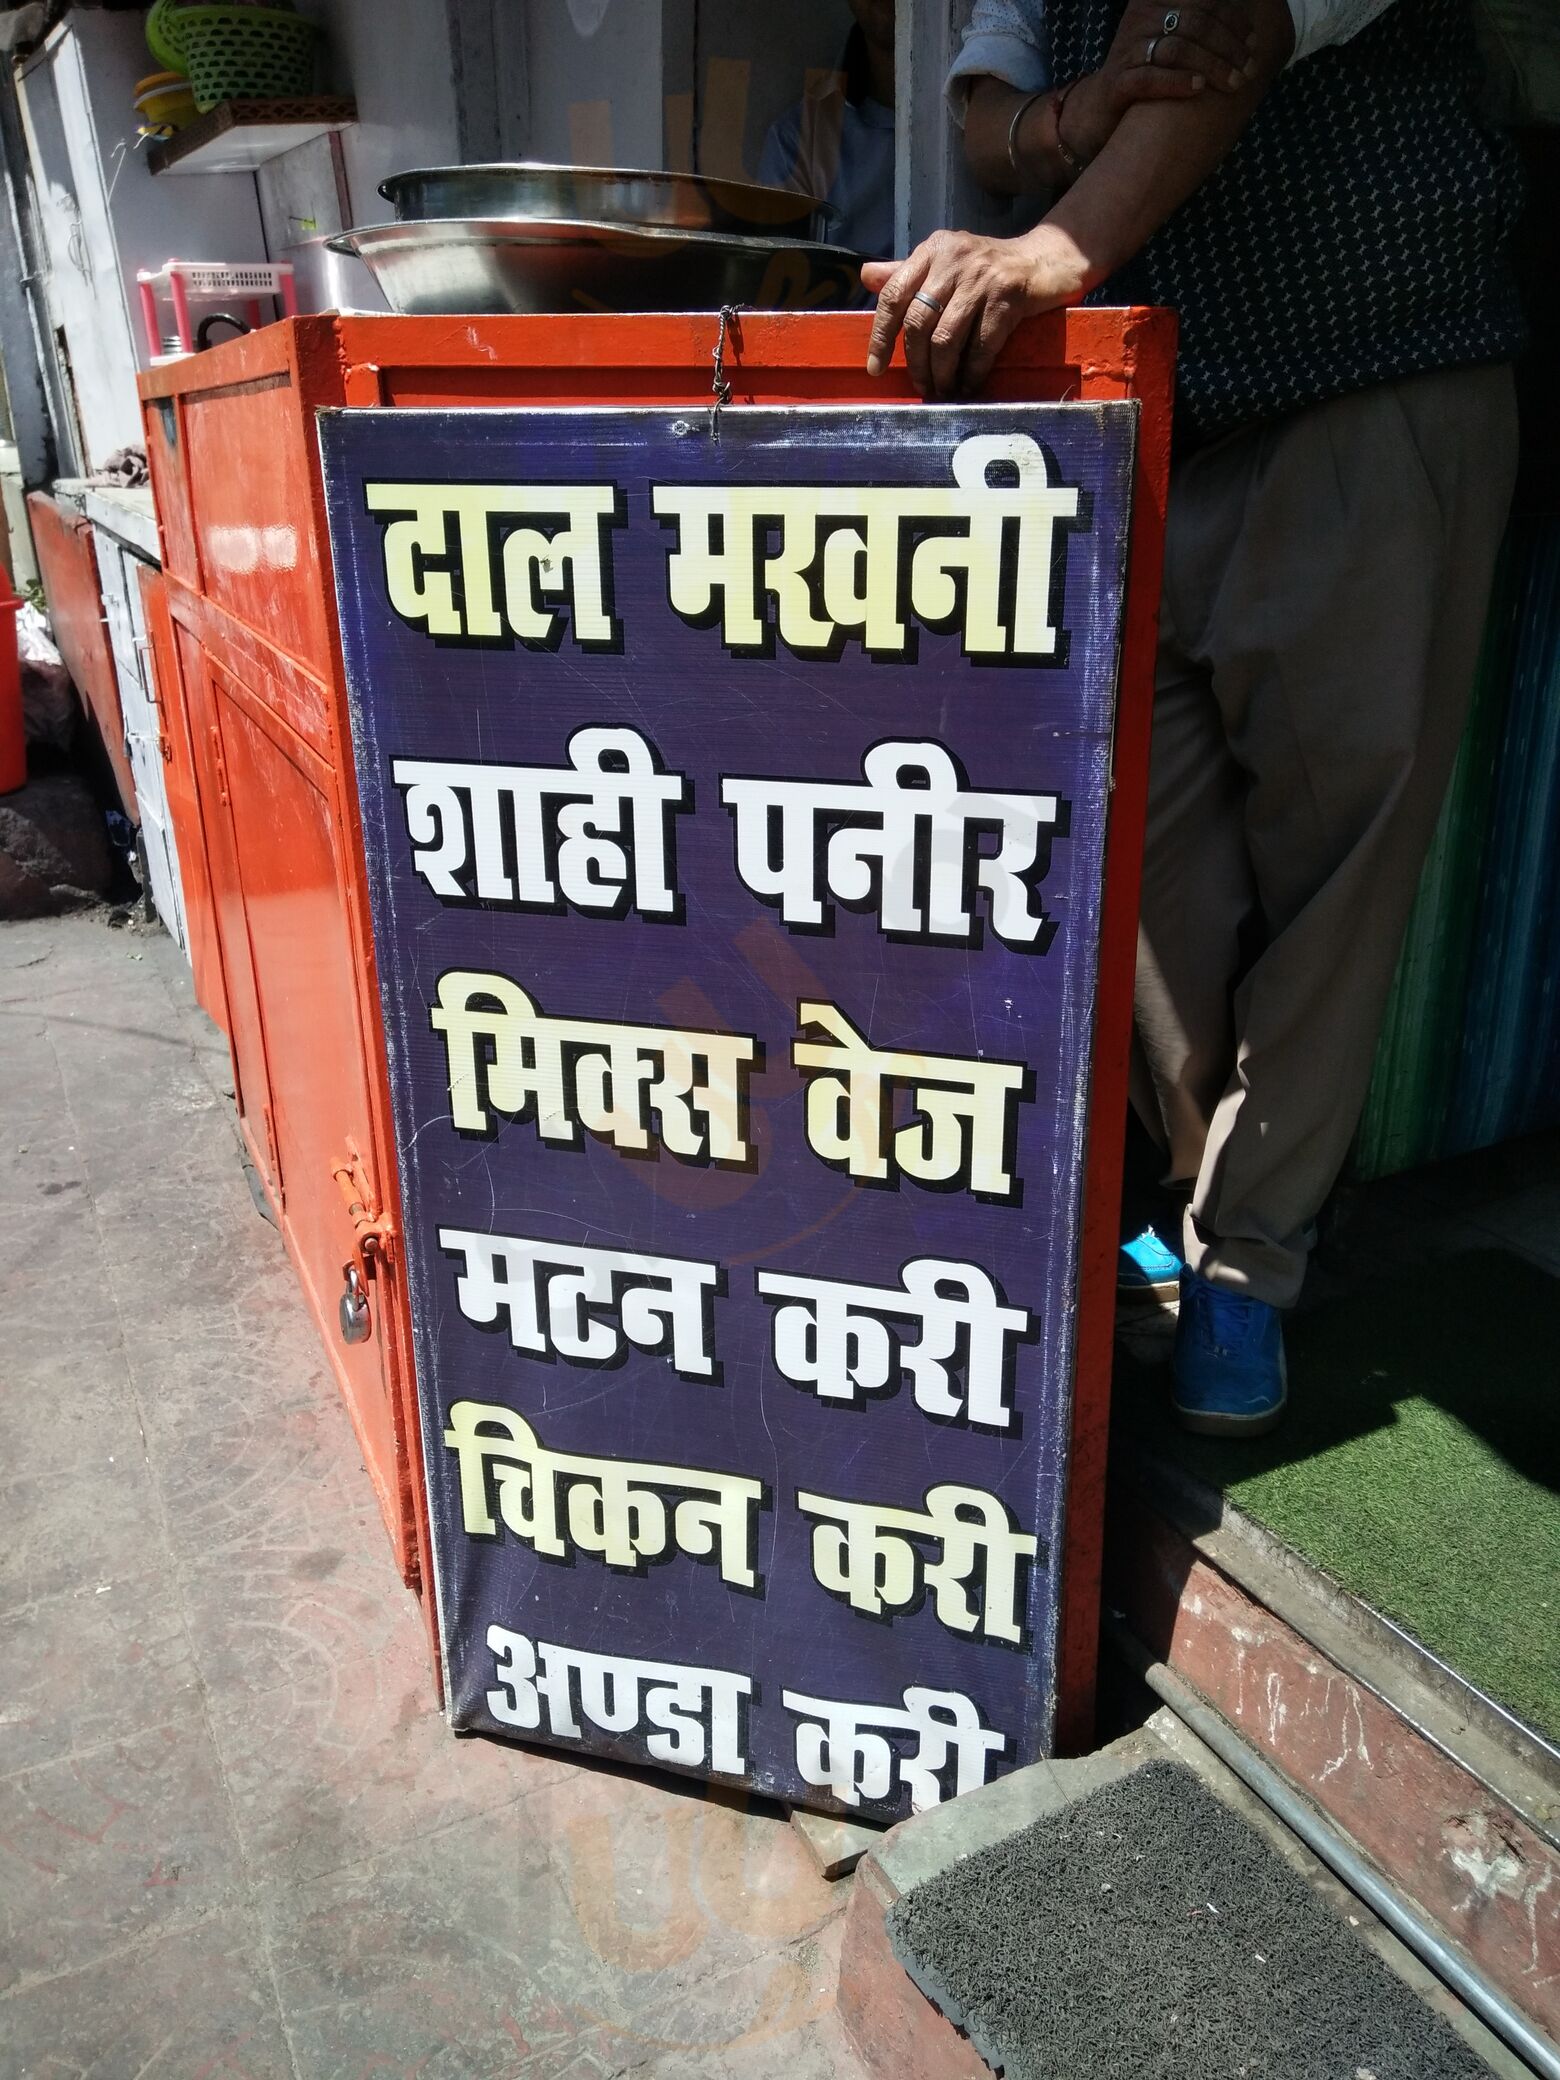 दाल मखनी
शाही पनीर
मिक्स वेज
मटन करी
चिकन करी
अण्डा करी